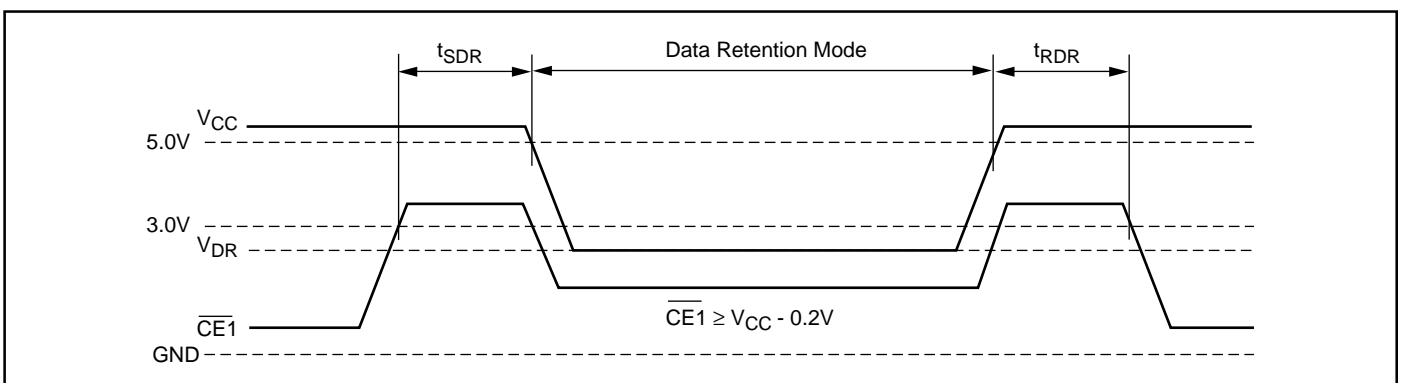 tSDR
Data Retention Mode
tRDR
VCC
5.0V
3.0V
VDR
CE1 ≥ VCC - 0.2V
CE1
GND